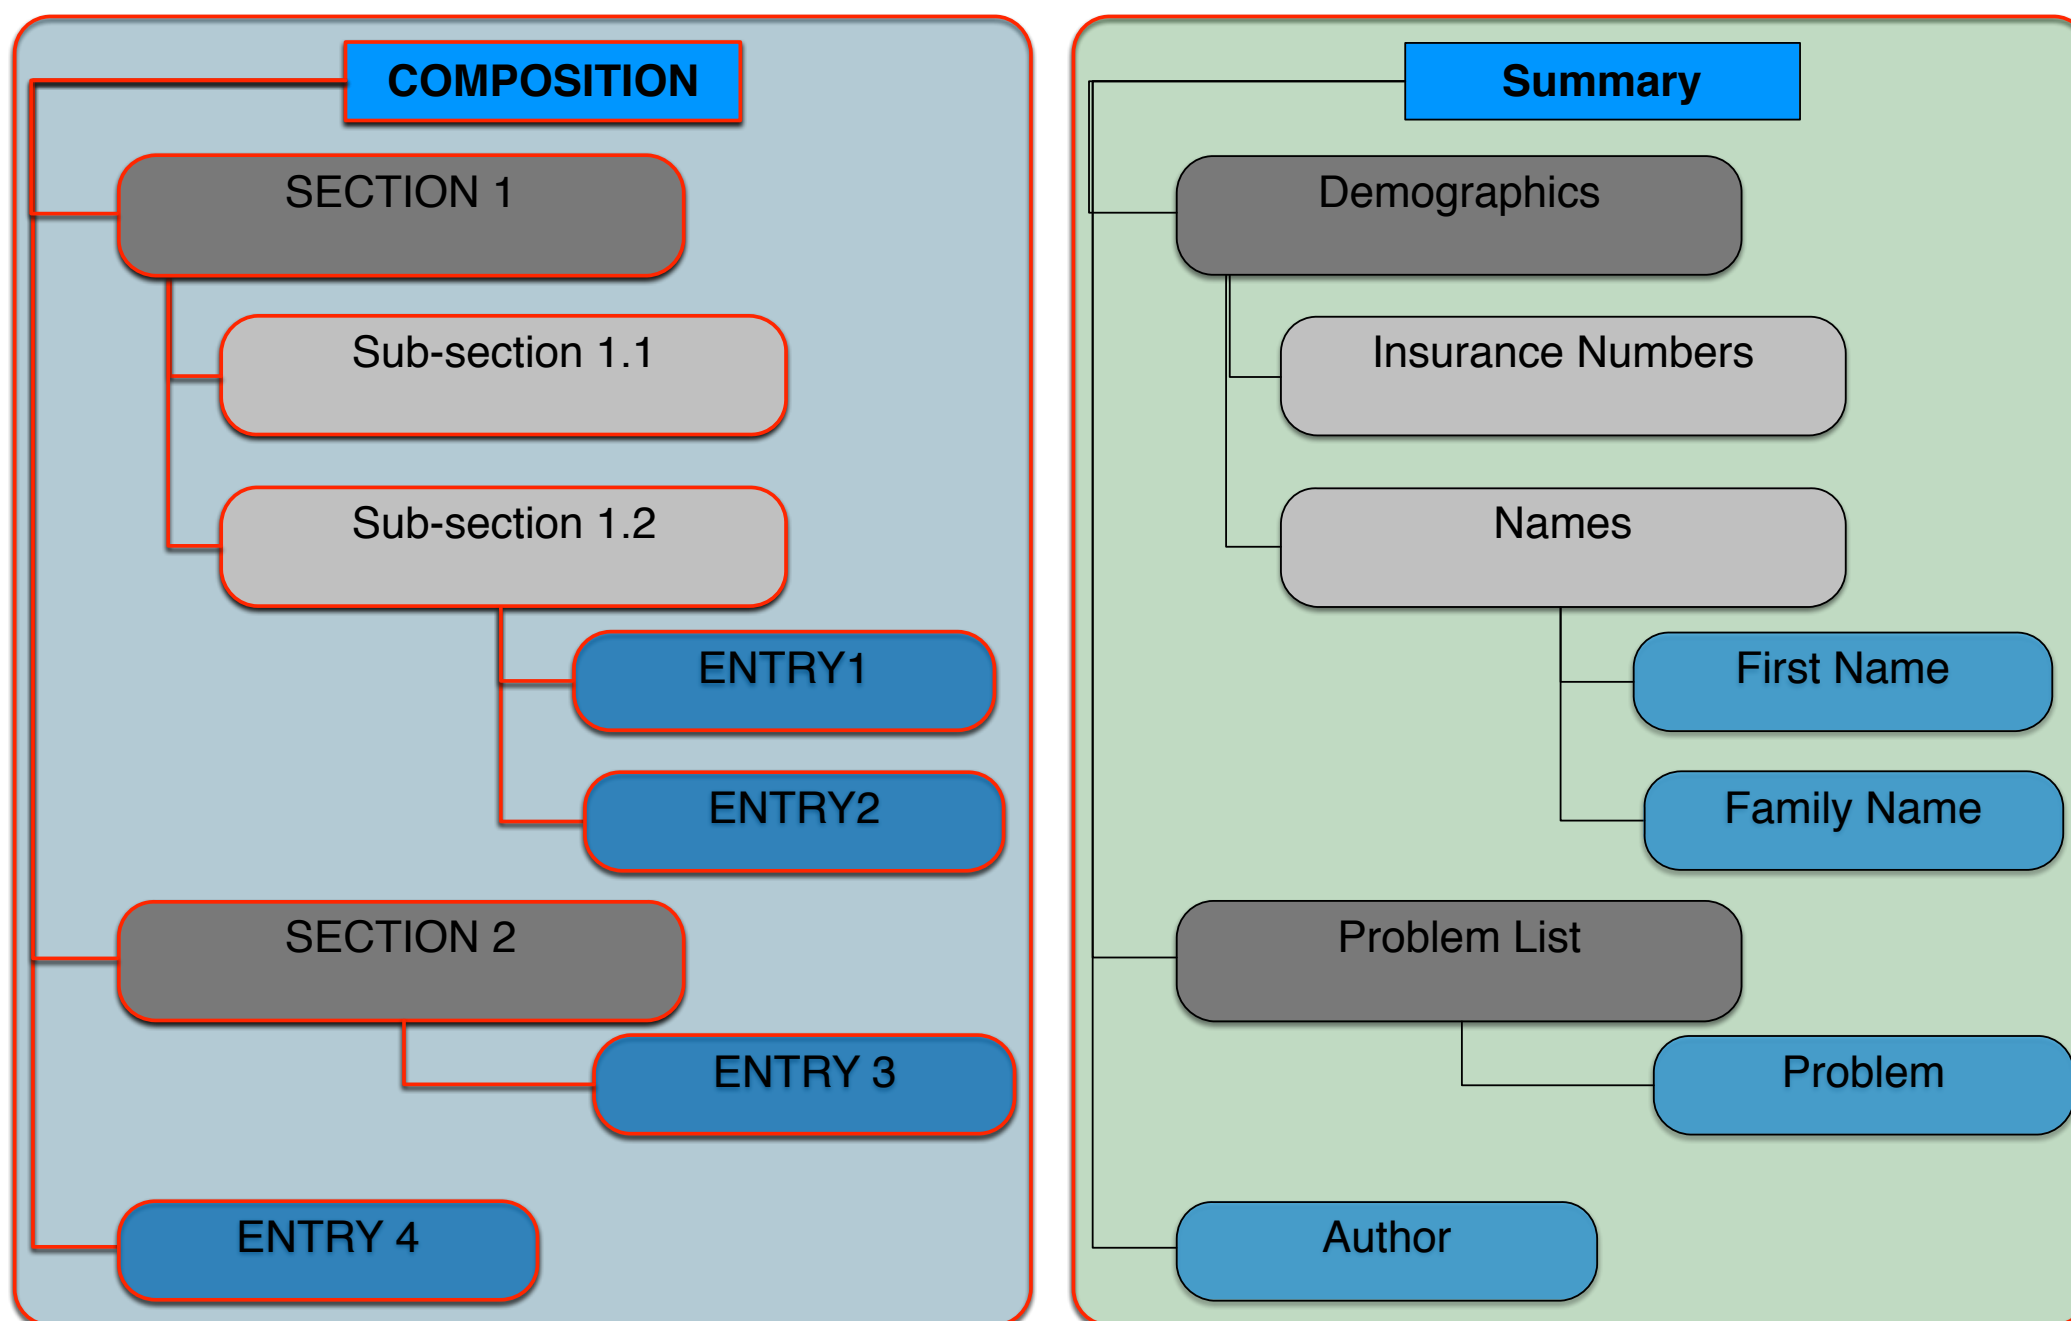 COMPOSITION
SECTION 1
Sub-section 1.1
Sub-section 1.2
ENTRY1
ENTRY2
SECTION 2
ENTRY 3
ENTRY 4
Summary
Demographics
Insurance Numbers
Names
First Name
Family Name
Problem List
Problem
Author